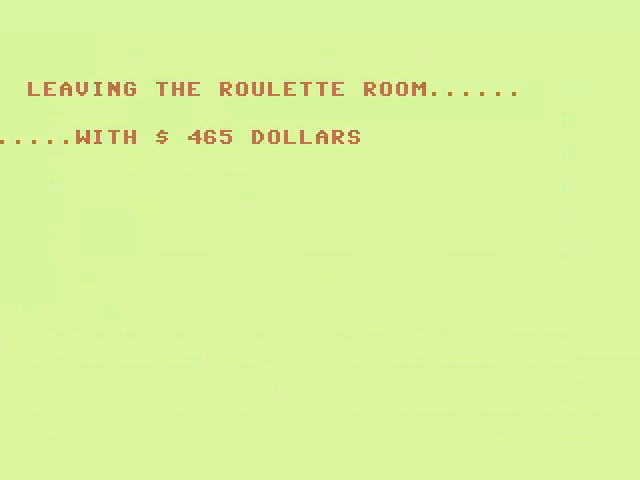 LEAVING THE ROULETTE ROOM......
.....WITH $ 465 DOLLARS